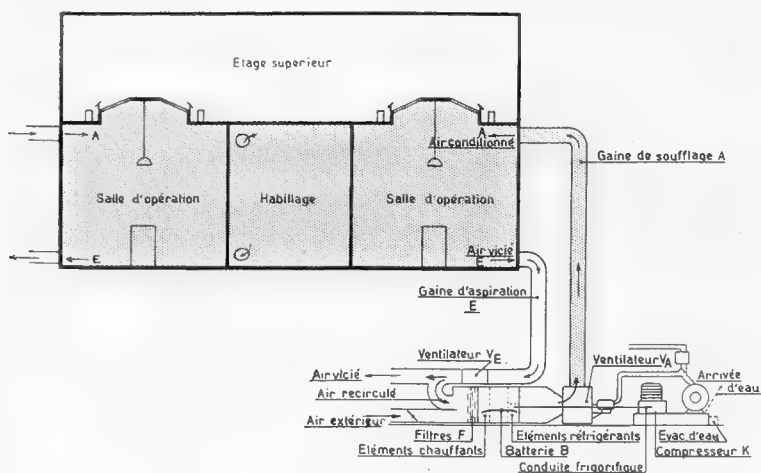 Etage superieur
A
A
Air conditionné
Gaine de soufflage A
Salle d'opération
Habillage
Salle d'opération
E
Air vicié
E
Gaine d'aspiration
E
Ventilateur VE
Ventilateur VA
Air vicié
Arrivée
d'eau
Air recirculé
Air extérieur
Filtres F
Eléments réfrigérants
Evac. d'eau
Eléments chauffants
Batterie B
Compresseur K
Conduite frigorifique